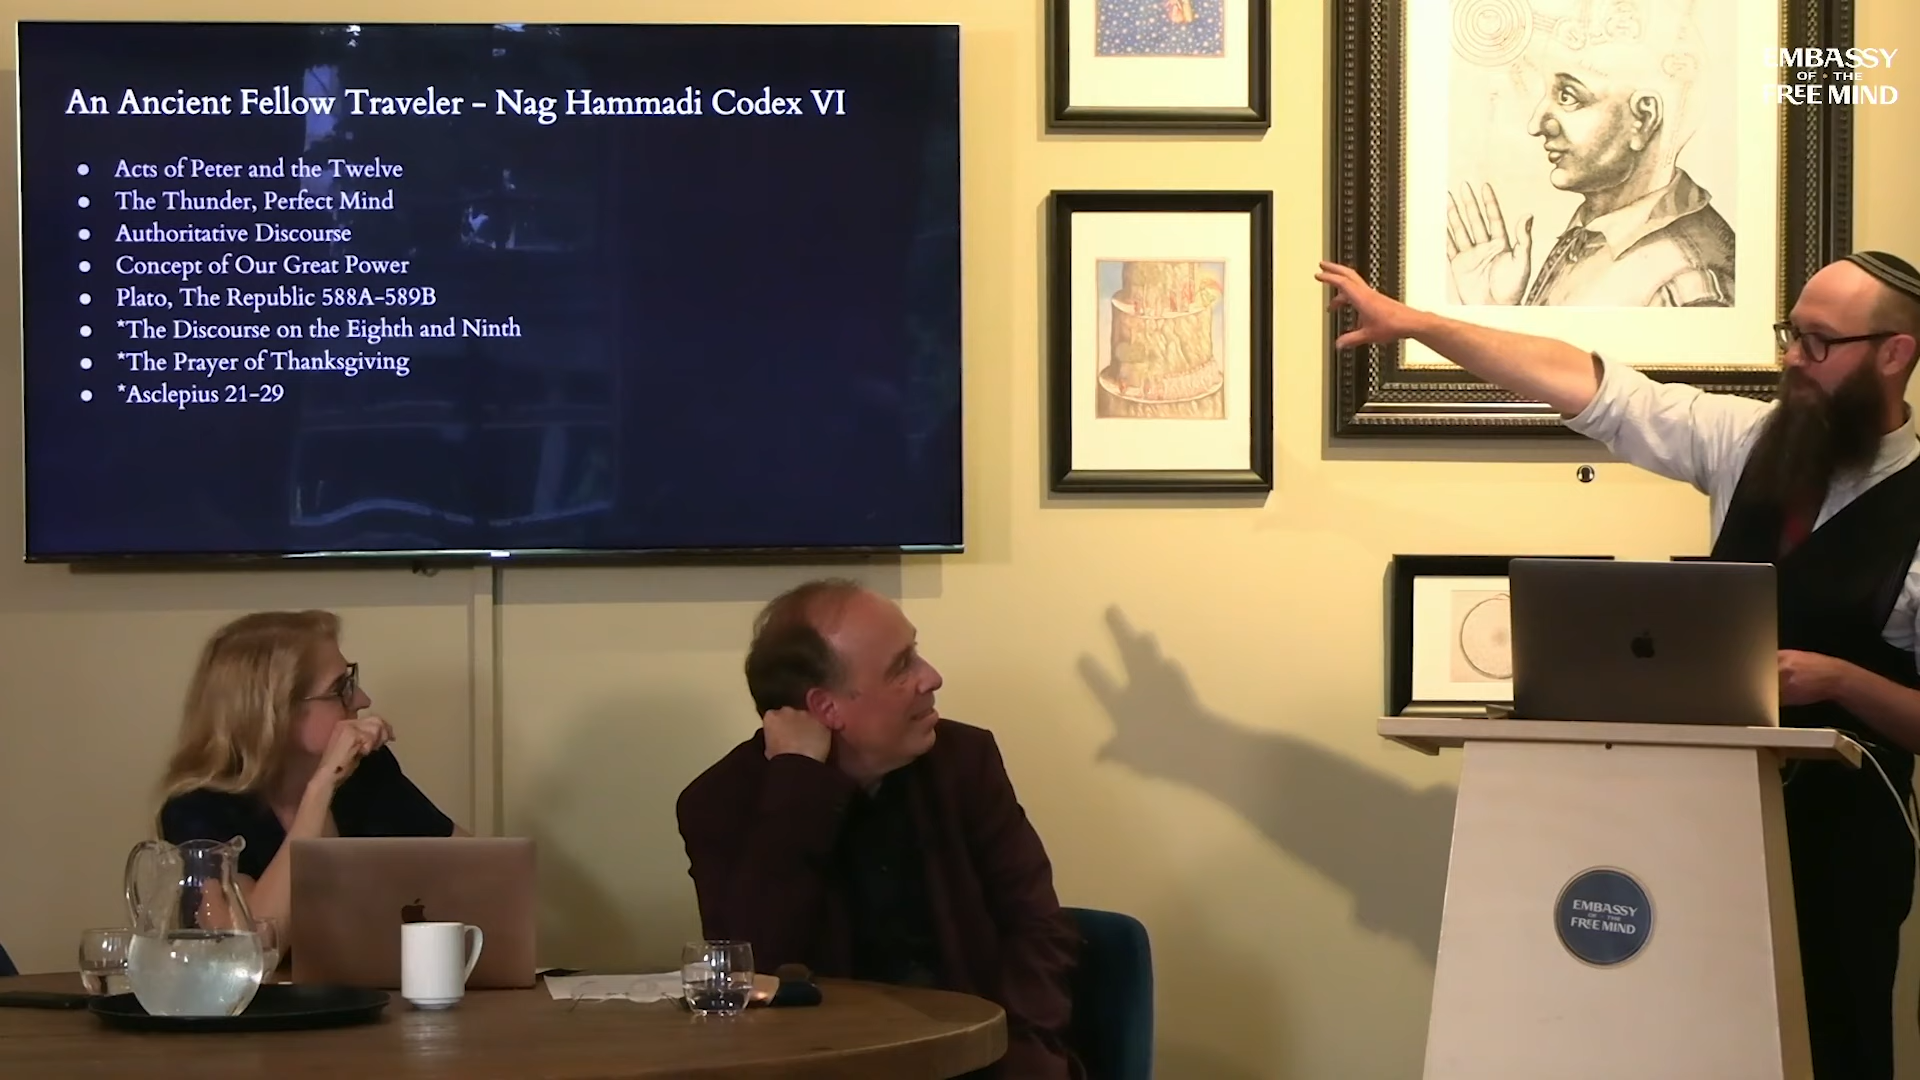 An Ancient Fellow Traveler - Nag Hammadi Codex VI
● Acts of Peter and the Twelve
● The Thunder, Perfect Mind
● Authoritative Discourse
● Concept of Our Great Power
● Plato, The Republic 588A-589B
● *The Discourse on the Eighth and Ninth
● *The Prayer of Thanksgiving
● *Asclepius 21-29
EMBASSY
OF · THE
FREE MIND
EMBASSY
OF · THE
FREE MIND